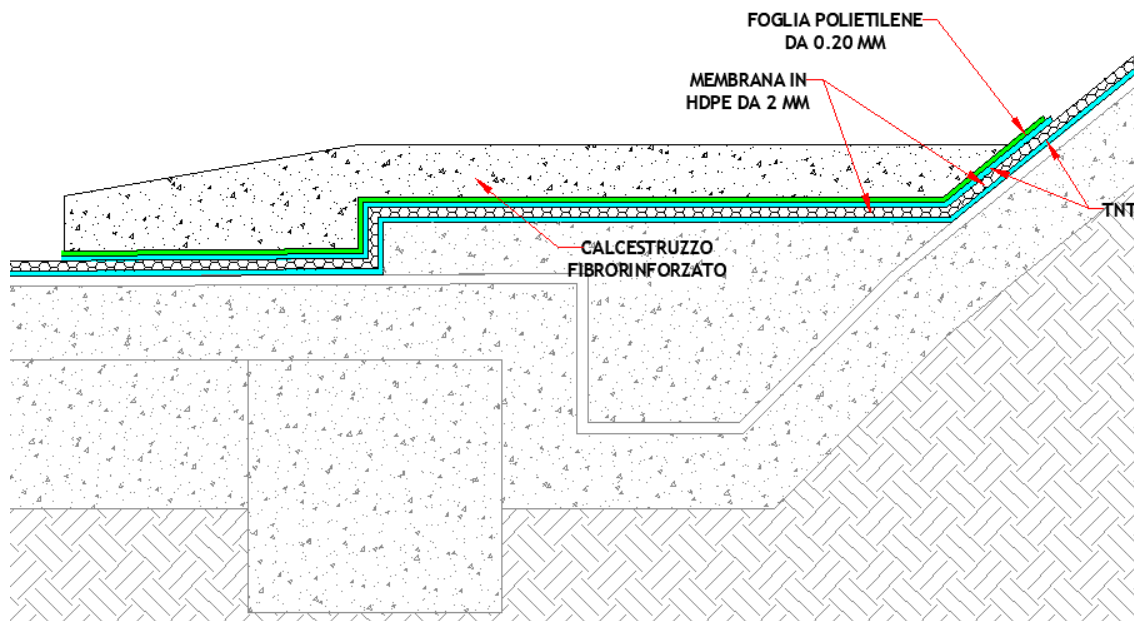 FOGLIA POLIETILENE
DA 0.20 MM
MEMBRANA IN
HDPE DA 2 MM
TNT
CALCESTRUZZO
FIBRORINFORZATO